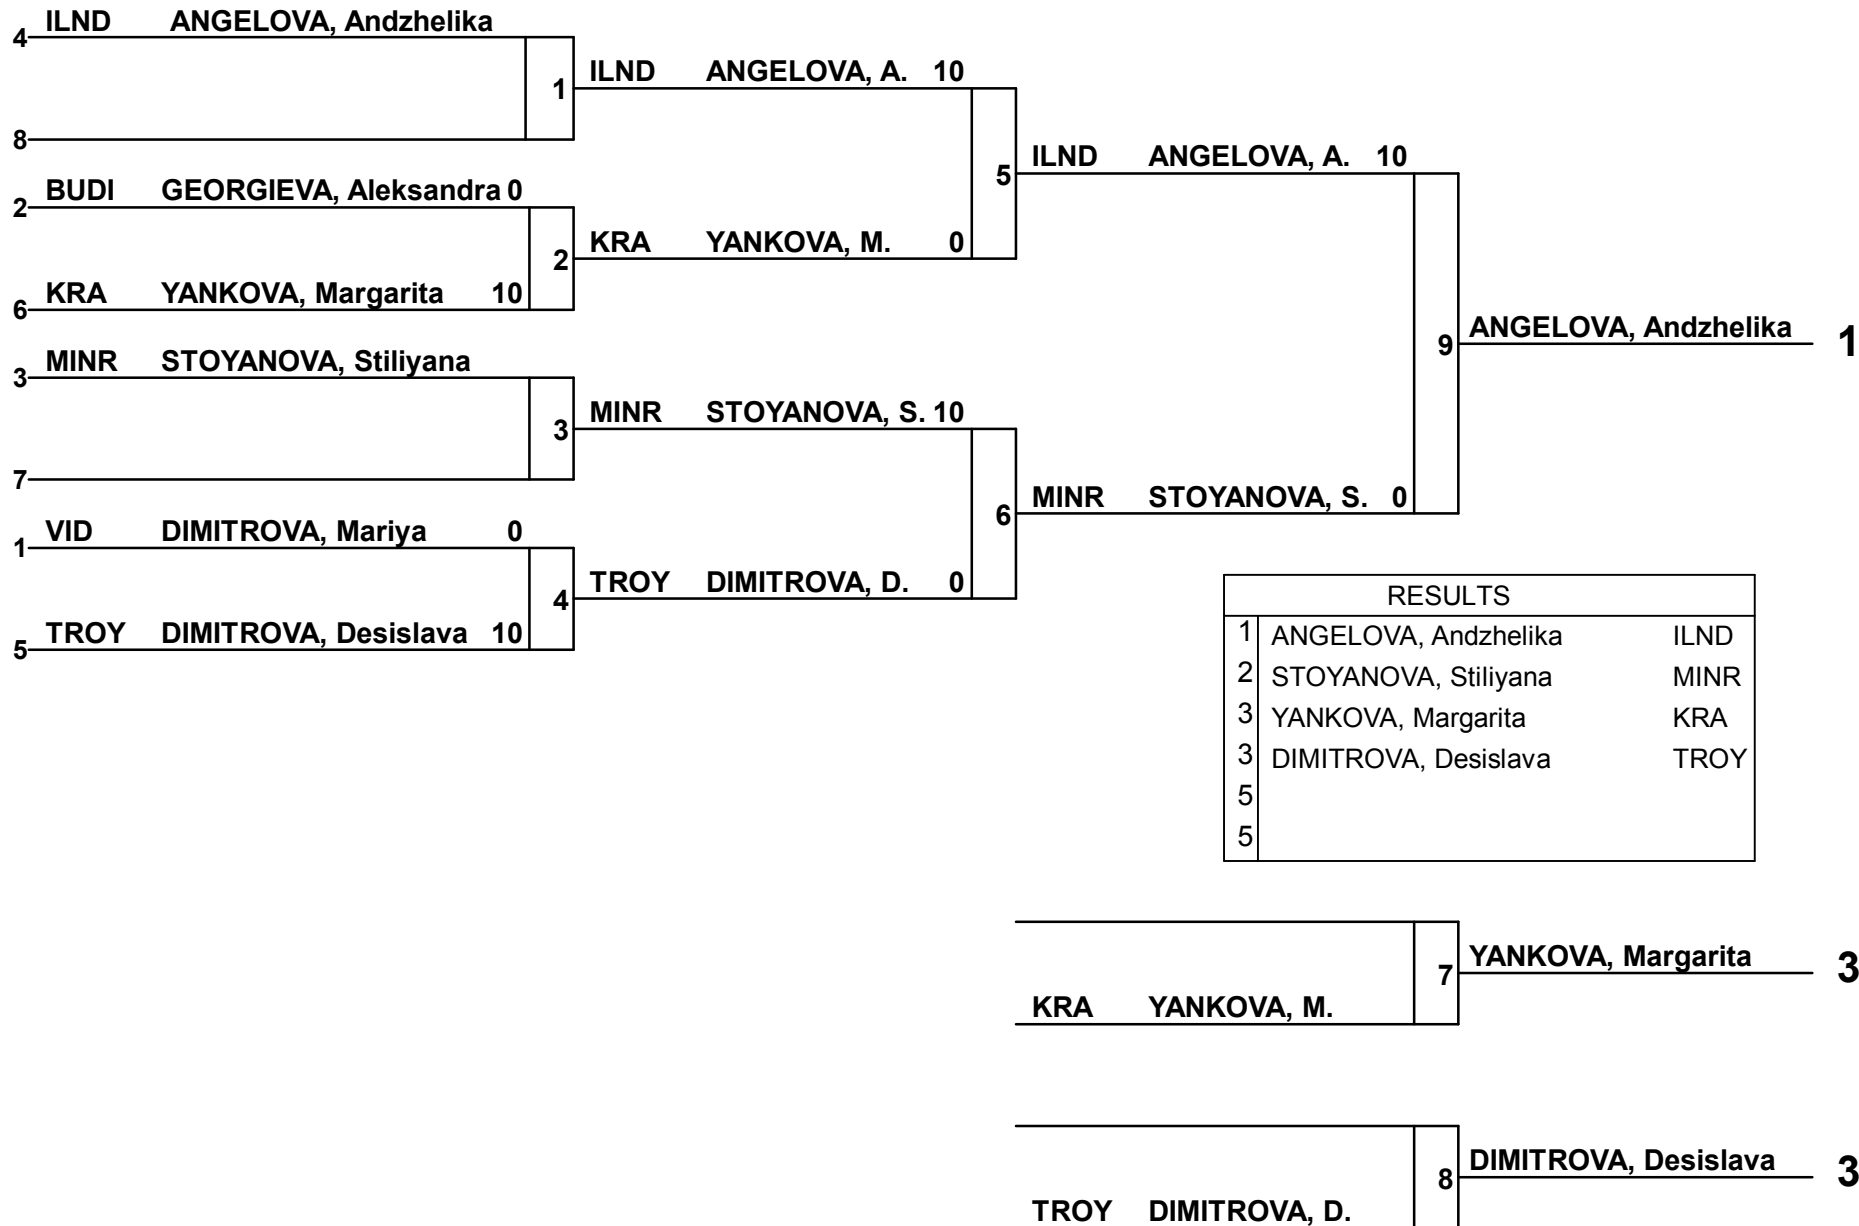 4 ILND ANGELOVA, Andzhelika
1 ILND ANGELOVA, A. 10
8
5 ILND ANGELOVA, A. 10
2 BUDI GEORGIEVA, Aleksandra 0
2 KRA YANKOVA, M. 0
6 KRA YANKOVA, Margarita 10
9 ANGELOVA, Andzhelika 1
3 MINR STOYANOVA, Stiliyana
3 MINR STOYANOVA, S. 10
7
6 MINR STOYANOVA, S. 0
1 VID DIMITROVA, Mariya 0
4 TROY DIMITROVA, D. 0
5 TROY DIMITROVA, Desislava 10
RESULTS
1 ANGELOVA, Andzhelika ILND
2 STOYANOVA, Stiliyana MINR
3 YANKOVA, Margarita KRA
3 DIMITROVA, Desislava TROY
5
5
7 YANKOVA, Margarita 3
KRA YANKOVA, M.
8 DIMITROVA, Desislava 3
TROY DIMITROVA, D.